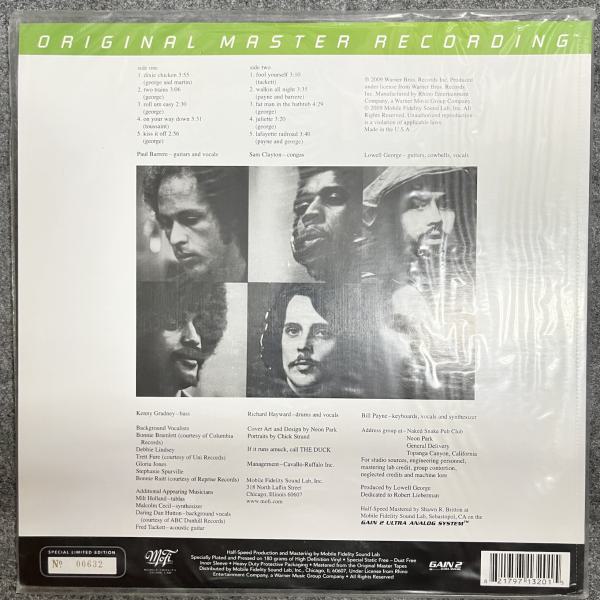 ORIGINAL MASTER RECORDING™
side one
1. dixie chicken 3:55
(george and martin)
2. two trains 3:06
(george)
3. roll um easy 2:30
(george)
4. on your way down 5:31
(toussaint)
5. kiss it off 2:56
(george)
side two
1. fool yourself 3:10
(tackett)
2. walkin all night 3:35
(payne and barrere)
3. fat man in the bathtub 4:29
(george)
4. juliette 3:20
(george)
5. lafayette railroad 3:40
(payne and george)
℗ 2009 Warner Bros. Records Inc. Produced
under license from Warner Bros. Records
Inc. Manufactured by Rhino Entertainment
Company, a Warner Music Group Company.
© 2009 Mobile Fidelity Sound Lab, Inc. All
Rights Reserved. Unauthorized reproduction
is a violation of applicable laws.
Made in U.S.A.
Paul Barrere–guitars and vocals
Sam Clayton–congas
Lowell George–guitars, cowbells, vocals
Kenny Gradney–bass
Richard Hayward–drums and vocals
Bill Payne–keyboards, vocals and synthesizer
Background Vocalists
Bonnie Bramlett (courtesy of Columbia
Records)
Debbie Lindsey
Trett Fure (courtesy of Uni Records)
Gloria Jones
Stephanie Spurville
Bonnie Raitt (courtesy of Reprise Records)
Additional Appearing Musicians
Milt Holland–tablas
Malcolm Cecil–synthesizer
Daring Dan Hutton–background vocals
(courtesy of ABC Dunhill Records)
Fred Tackett–acoustic guitar
Cover Art and Design by Neon Park
Portraits by Chick Strand
If it runs amuck, call THE DUCK
Management–Cavallo-Ruffalo Inc.
Mobile Fidelity Sound Lab, Inc.
318 North Laflin Street
Chicago, Illinois 60607
www.mofi.com
Address group at– Naked Snake Pub Club
Neon Park
General Delivery
Topanga Canyon, California
For studio sources, engineering personnel,
mastering lab credit, group contortion,
neglected credits and machine lore
Produced by Lowell George
Dedicated to Robert Lieberman
Half-Speed Mastered by Shawn R. Britton at
Mobile Fidelity Sound Lab, Sebastopol, CA on the
GAIN 2 ULTRA ANALOG SYSTEM™
SPECIAL LIMITED EDITION
Nº 00632
MoFi
Half-Speed Production and Mastering by Mobile Fidelity Sound Lab
Specially Plated and Pressed on 180 grams of High Definition Vinyl • Special Static Free - Dust Free
Inner Sleeve • Heavy Duty Protective Packaging • Mastered from the Original Master Tapes
Distributed by Mobile Fidelity Sound Lab, Inc., Chicago, IL 60607, Under License from Rhino
Entertainment Company, a Warner Music Group Company
GAIN 2
8 21797 13201 5